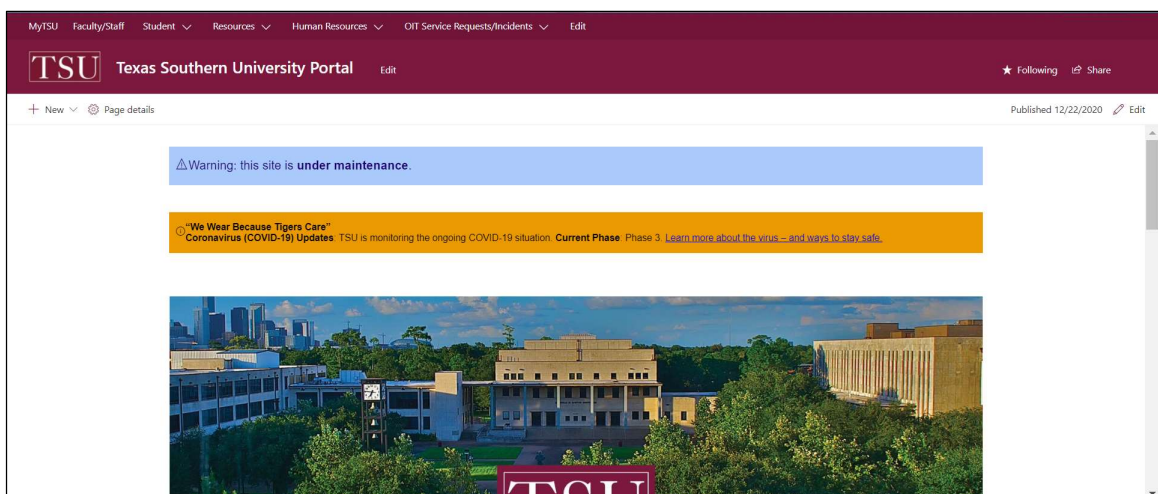 MyTSU Faculty/Staff Student Resources Human Resources OIT Service Requests/Incidents Edit
TSU Texas Southern University Portal Edit Following Share
New Page details Published 12/22/2020 Edit
Warning: this site is under maintenance.
"We Wear Because Tigers Care"
Coronavirus (COVID-19) Updates. TSU is monitoring the ongoing COVID-19 situation. Current Phase: Phase 3. Learn more about the virus – and ways to stay safe.
TSU